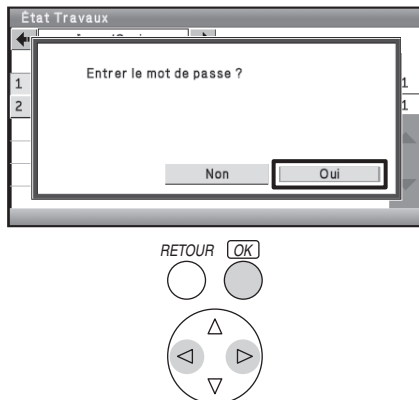 État Travaux
Entrer le mot de passe ?
1 1
2 1
Non Oui
RETOUR OK